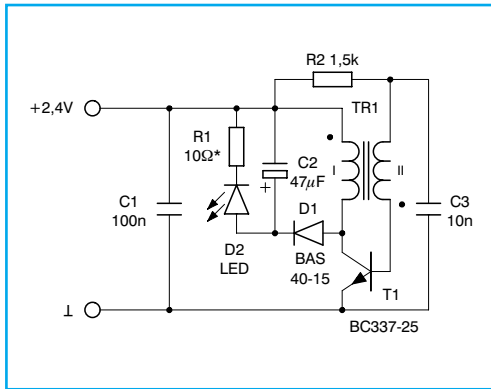 R2 1,5k
+2,4V
TR1
R1
10Ω*
C2
47µF
+
I
II
C1
100n
D1
C3
10n
D2
LED
BAS
40-15
T1
⊥
BC337-25